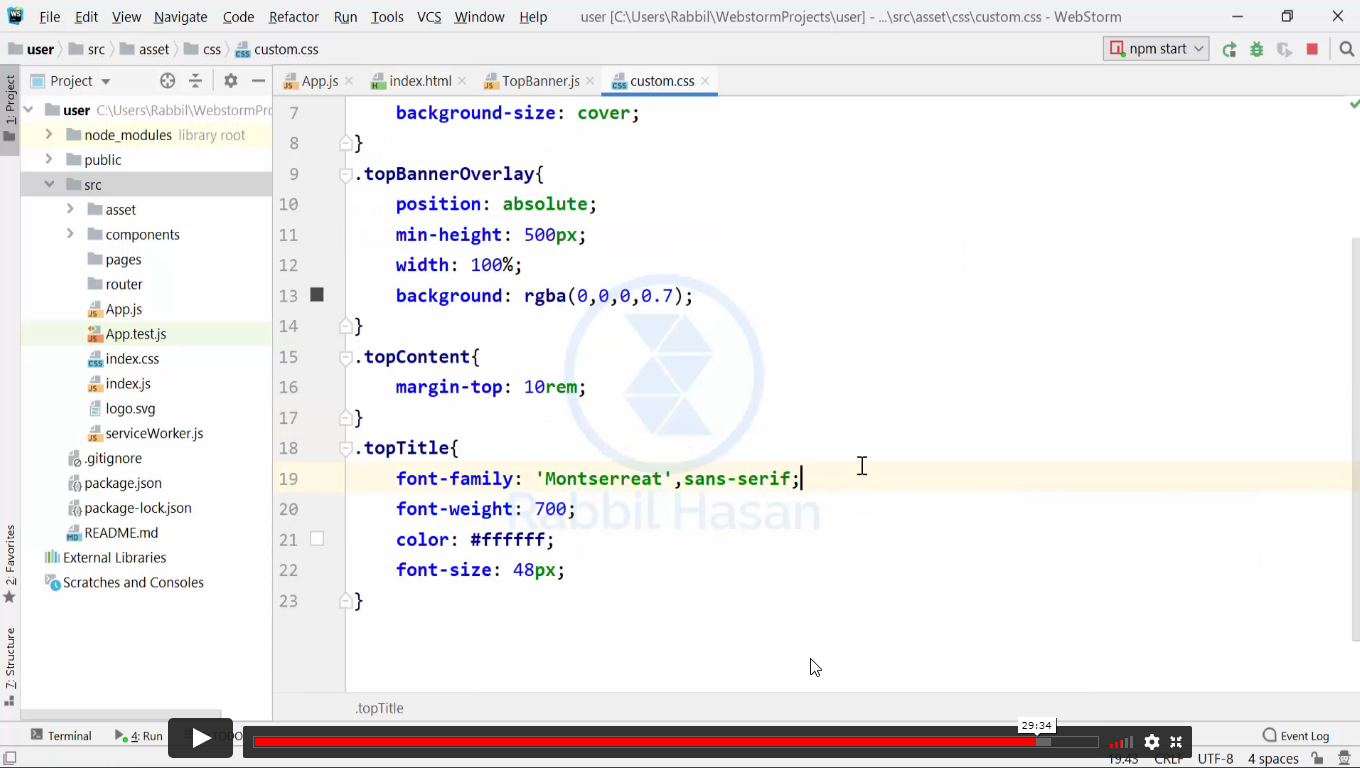 File Edit View Navigate Code Refactor Run Tools VCS Window Help user [C:\Users\Rabbil\WebstormProjects\user] - ...\src\asset\css\custom.css - WebStorm
user src asset css custom.css npm start
Project App.js index.html TopBanner.js custom.css
1: Project
user C:\Users\Rabbil\WebstormPro
node_modules library root
public
src
asset
components
pages
router
App.js
App.test.js
index.css
index.js
logo.svg
serviceWorker.js
.gitignore
package.json
package-lock.json
README.md
External Libraries
Scratches and Consoles
2: Favorites
7: Structure
7 background-size: cover;
8 }
9 .topBannerOverlay{
10 position: absolute;
11 min-height: 500px;
12 width: 100%;
13 background: rgba(0,0,0,0.7);
14 }
15 .topContent{
16 margin-top: 10rem;
17 }
18 .topTitle{
19 font-family: 'Montserreat',sans-serif;
20 font-weight: 700;
21 color: #ffffff;
22 font-size: 48px;
23 }
Rabbil Hasan
.topTitle
29:34
Terminal 4: Run TODO Event Log
19:43 CRLF UTF-8 4 spaces